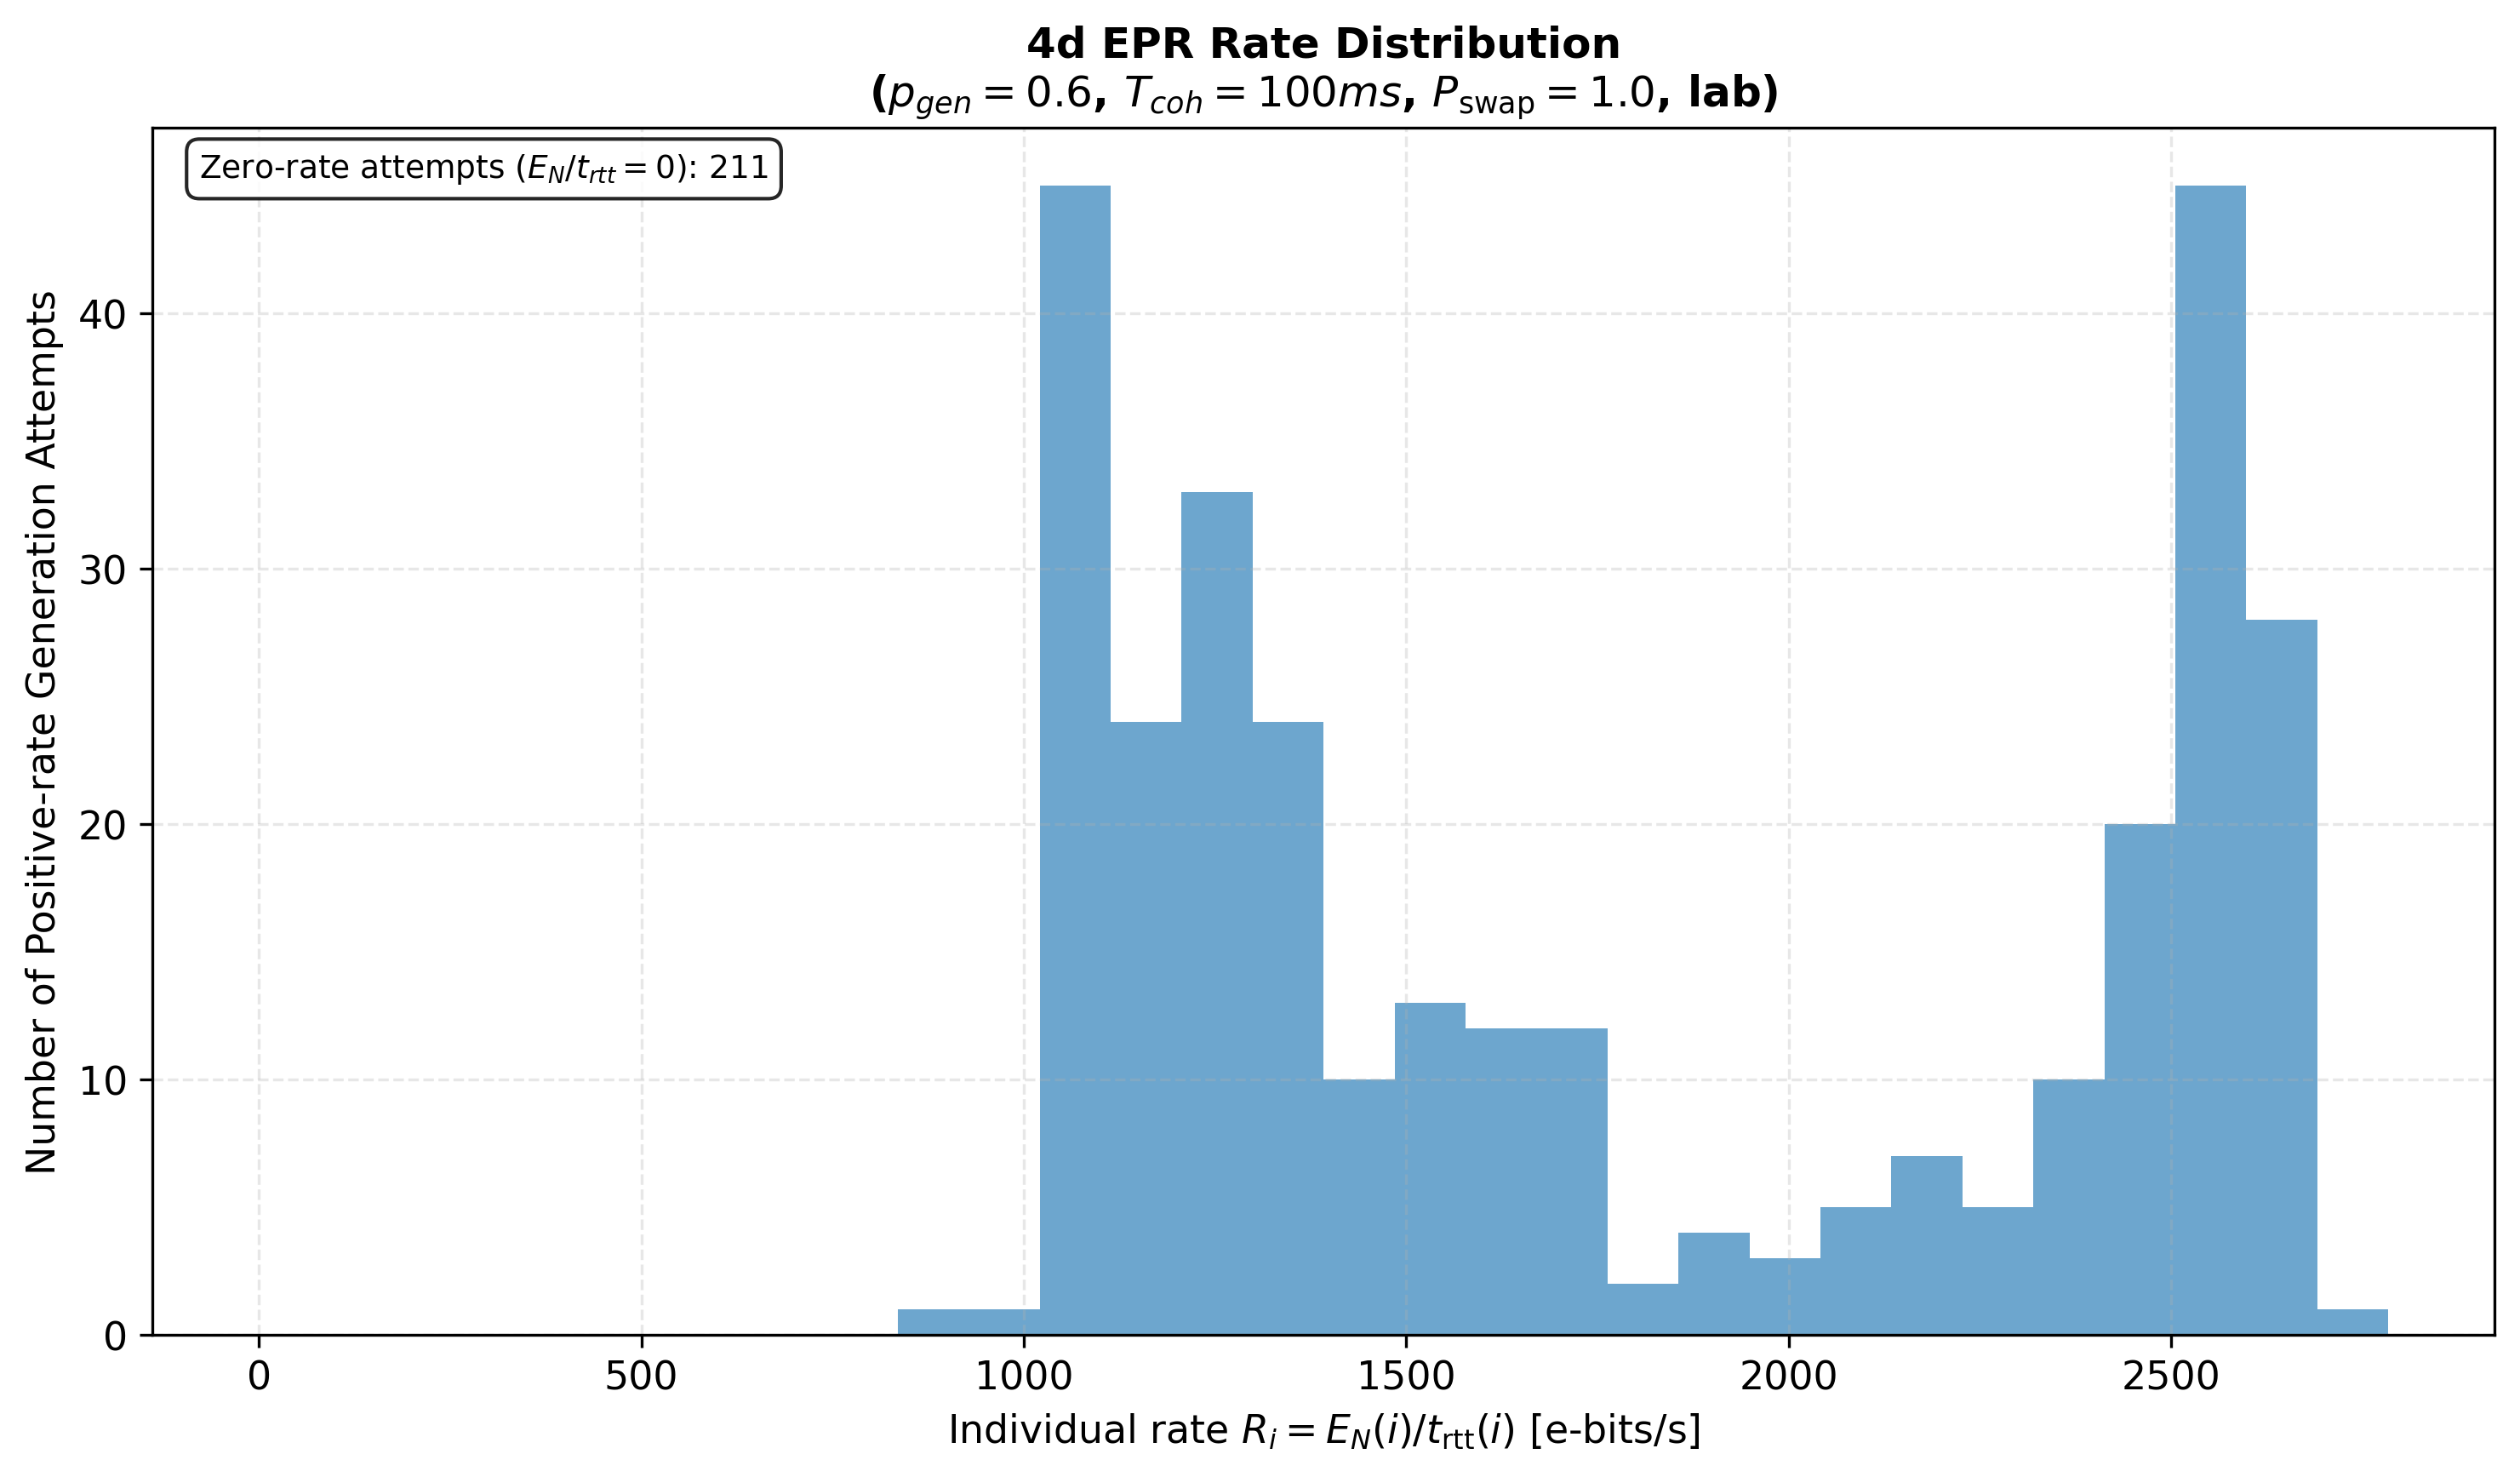 4d EPR Rate Distribution
(p_gen = 0.6, T_coh = 100ms, P_swap = 1.0, lab)
Zero-rate attempts (E_N/t_rtt = 0): 211
Number of Positive-rate Generation Attempts
40
30
20
10
0
0 500 1000 1500 2000 2500
Individual rate R_i = E_N(i)/t_rtt(i) [e-bits/s]